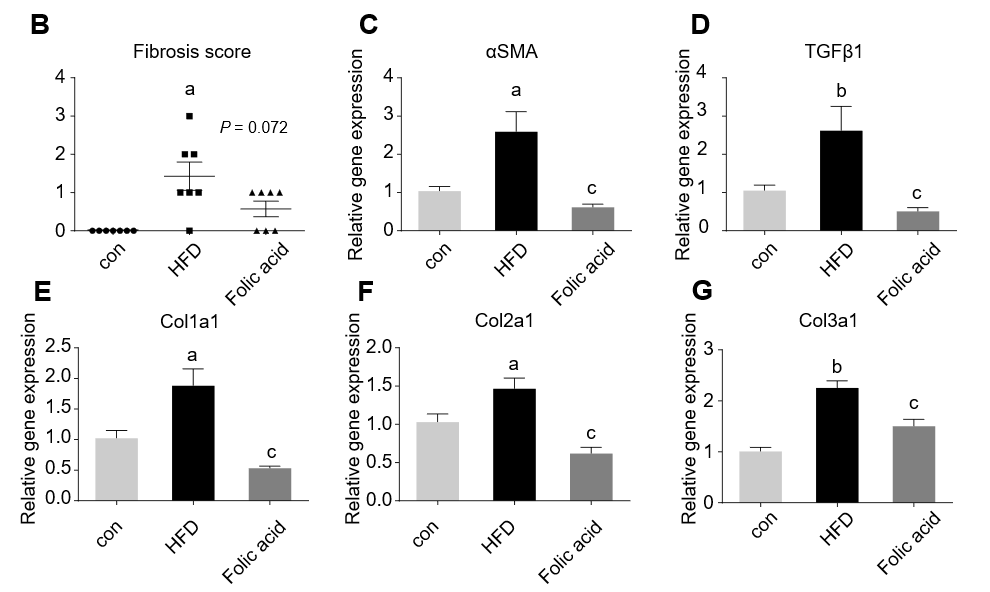 B
Fibrosis score
4
3
2
1
0
a
P = 0.072
con
HFD
Folic acid
C
αSMA
Relative gene expression
4
3
2
1
0
a
c
con
HFD
Folic acid
D
TGFβ1
Relative gene expression
4
3
2
1
0
b
c
con
HFD
Folic acid
E
Col1a1
Relative gene expression
2.5
2.0
1.5
1.0
0.5
0.0
a
c
con
HFD
Folic acid
F
Col2a1
Relative gene expression
2.0
1.5
1.0
0.5
0.0
a
c
con
HFD
Folic acid
G
Col3a1
Relative gene expression
3
2
1
0
b
c
con
HFD
Folic acid